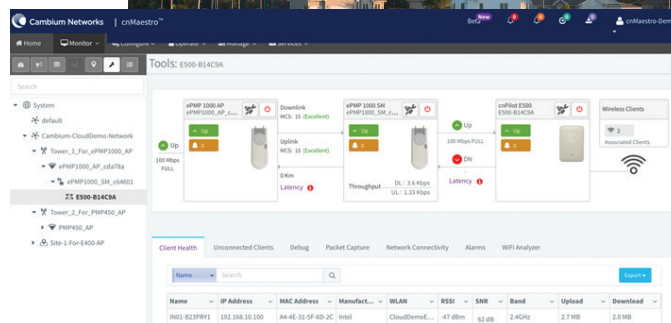 Cambium Networks | cnMaestro™
Beta New
cnMaestro-Dem
Home Monitor Configure Operate Manage Services
Tools: E500-B14C9A
Search
System
default
Cambium-CloudDemo-Network
Tower_1_For_ePMP1000_AP
ePMP1000_AP_cda78a
ePMP1000_SM_c64601
E500-B14C9A
Tower_2_For_PMP450_AP
PMP450_AP
Site-1-For-E400-AP
Up
100 Mbps
FULL
ePMP 1000 AP
ePMP1000_AP_c...
Up
0
Downlink
MCS: 15 (Excellent)
Uplink
MCS: 15 (Excellent)
0 Km
Latency
ePMP 1000 SM
ePMP1000_SM_c...
Up
0
Throughput DL : 3.6 Kbps
UL : 1.33 Kbps
Up
100 Mbps FULL
DN
Latency
cnPilot E500
E500-B14C9A
Up
0
Wireless Clients
2
Associated Clients
Client Health Unconnected Clients Debug Packet Capture Network Connectivity Alarms WiFi Analyzer
Name Search Export
Name IP Address MAC Address Manufact... WLAN RSSI SNR Band Upload Download
IN01-B23PRY1 192.168.10.100 A4-4E-31-5F-6D-2C Intel CloudDemoE... -47 dBm 62 dB 2.4GHz 2.7 MB 2.0 MB